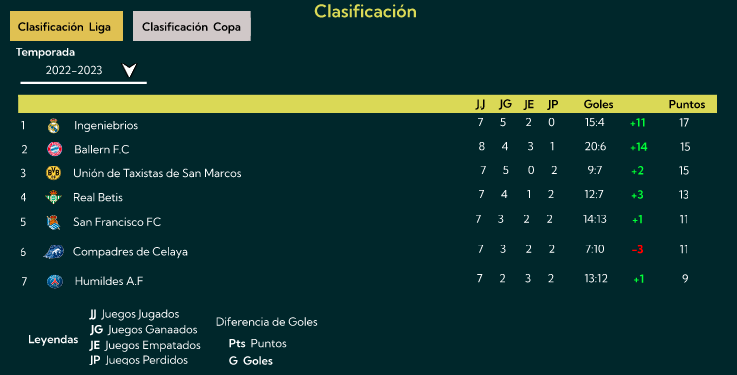 Clasificación
Clasificación Liga Clasificación Copa
Temporada
2022-2023
JJ JG JE JP Goles Puntos
1 Ingeniebrios 7 5 2 0 15:4 +11 17
2 Ballern F.C 8 4 3 1 20:6 +14 15
3 Unión de Taxistas de San Marcos 7 5 0 2 9:7 +2 15
4 Real Betis 7 4 1 2 12:7 +3 13
5 San Francisco FC 7 3 2 2 14:13 +1 11
6 Compadres de Celaya 7 3 2 2 7:10 -3 11
7 Humildes A.F 7 2 3 2 13:12 +1 9
Leyendas
JJ Juegos Jugados
JG Juegos Ganaados
JE Juegos Empatados
JP Juegos Perdidos
Diferencia de Goles
Pts Puntos
G Goles